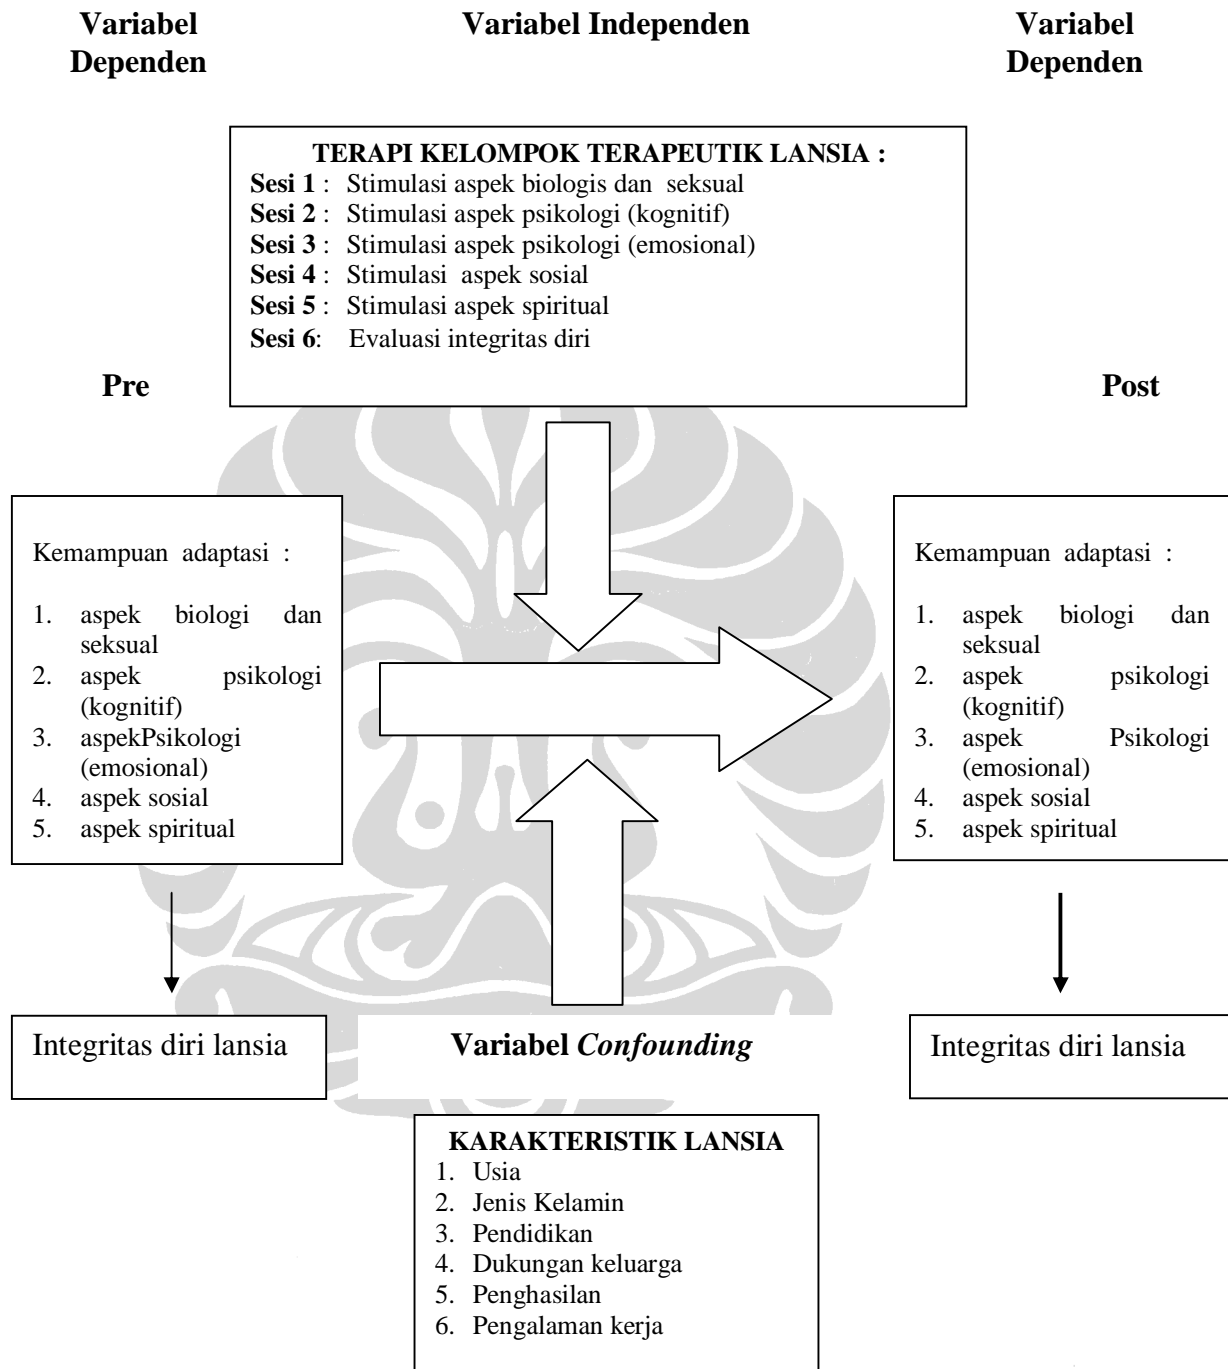 Variabel
Dependen
Variabel Independen
Variabel
Dependen
TERAPI KELOMPOK TERAPEUTIK LANSIA :
Sesi 1 : Stimulasi aspek biologis dan seksual
Sesi 2 : Stimulasi aspek psikologi (kognitif)
Sesi 3 : Stimulasi aspek psikologi (emosional)
Sesi 4 : Stimulasi aspek sosial
Sesi 5 : Stimulasi aspek spiritual
Sesi 6: Evaluasi integritas diri
Pre
Post
Kemampuan adaptasi :
1. aspek biologi dan
seksual
2. aspek psikologi
(kognitif)
3. aspekPsikologi
(emosional)
4. aspek sosial
5. aspek spiritual
Kemampuan adaptasi :
1. aspek biologi dan
seksual
2. aspek psikologi
(kognitif)
3. aspek Psikologi
(emosional)
4. aspek sosial
5. aspek spiritual
Integritas diri lansia
Variabel Confounding
Integritas diri lansia
KARAKTERISTIK LANSIA
1. Usia
2. Jenis Kelamin
3. Pendidikan
4. Dukungan keluarga
5. Penghasilan
6. Pengalaman kerja